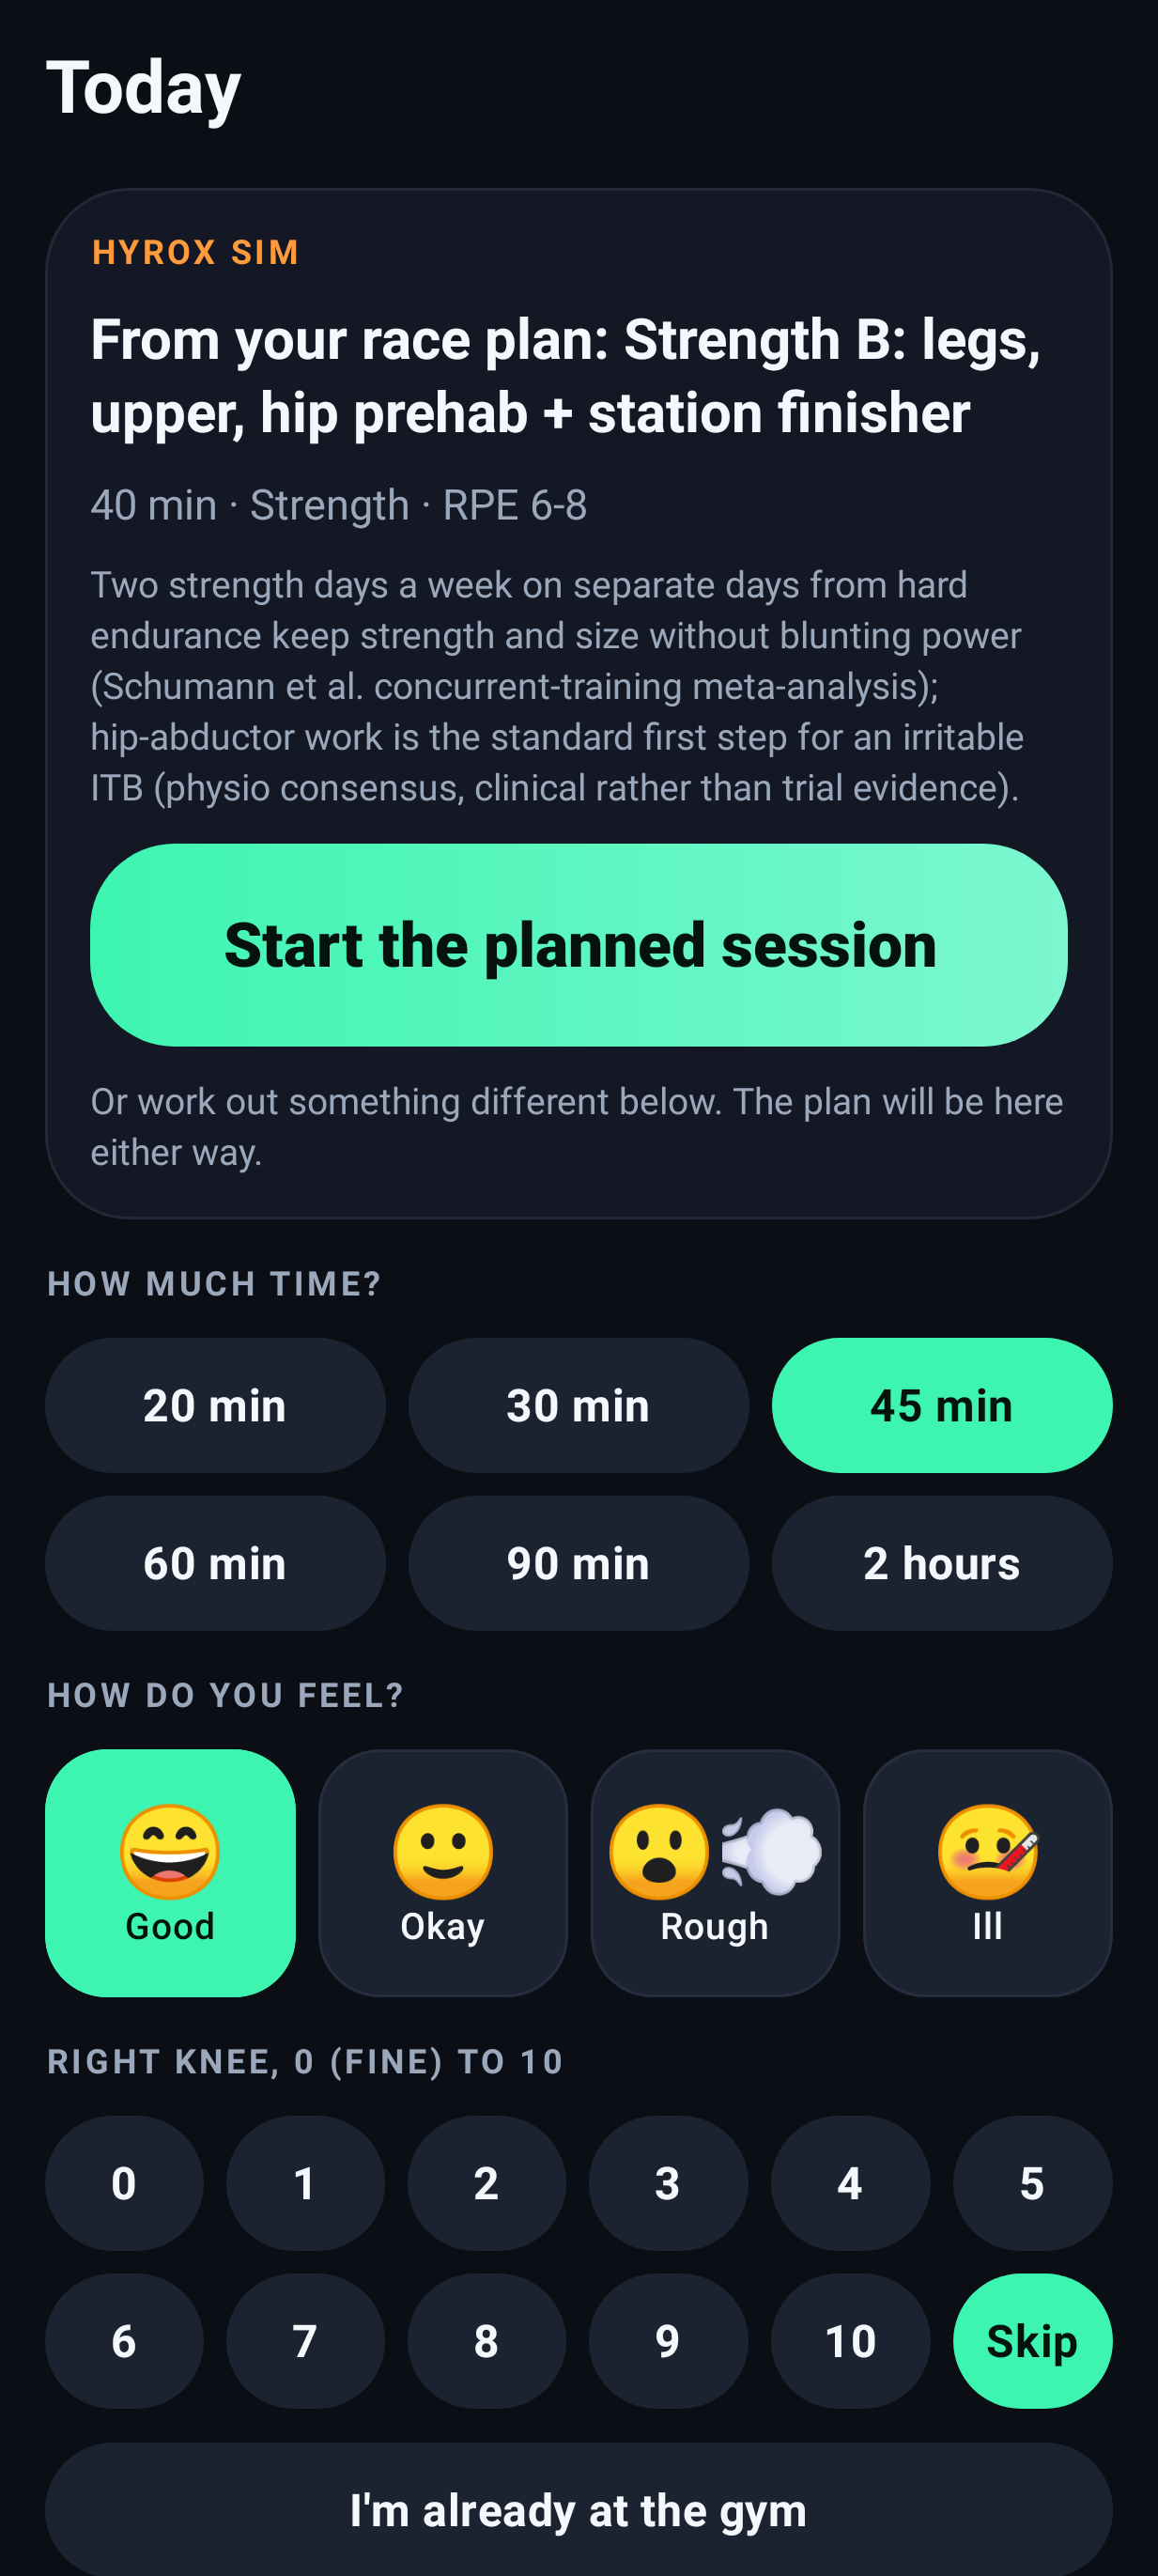 Today
HYROX SIM
From your race plan: Strength B: legs,
upper, hip prehab + station finisher
40 min · Strength · RPE 6-8
Two strength days a week on separate days from hard
endurance keep strength and size without blunting power
(Schumann et al. concurrent-training meta-analysis);
hip-abductor work is the standard first step for an irritable
ITB (physio consensus, clinical rather than trial evidence).
Start the planned session
Or work out something different below. The plan will be here
either way.
HOW MUCH TIME?
20 min 30 min 45 min
60 min 90 min 2 hours
HOW DO YOU FEEL?
Good Okay Rough Ill
RIGHT KNEE, 0 (FINE) TO 10
0 1 2 3 4 5
6 7 8 9 10 Skip
I'm already at the gym